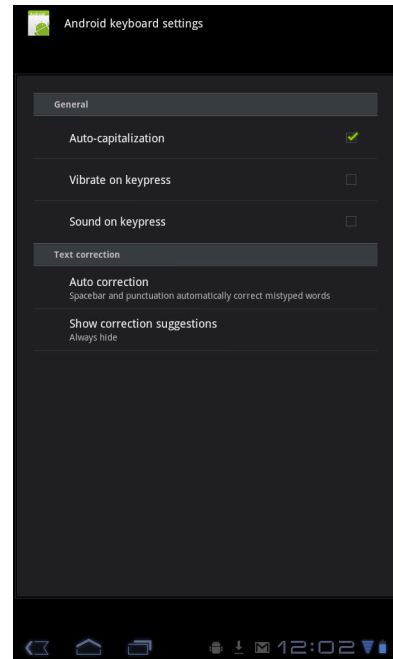 Android keyboard settings
General
Auto-capitalization
Vibrate on keypress
Sound on keypress
Text correction
Auto correction
Spacebar and punctuation automatically correct mistyped words
Show correction suggestions
Always hide
12:02